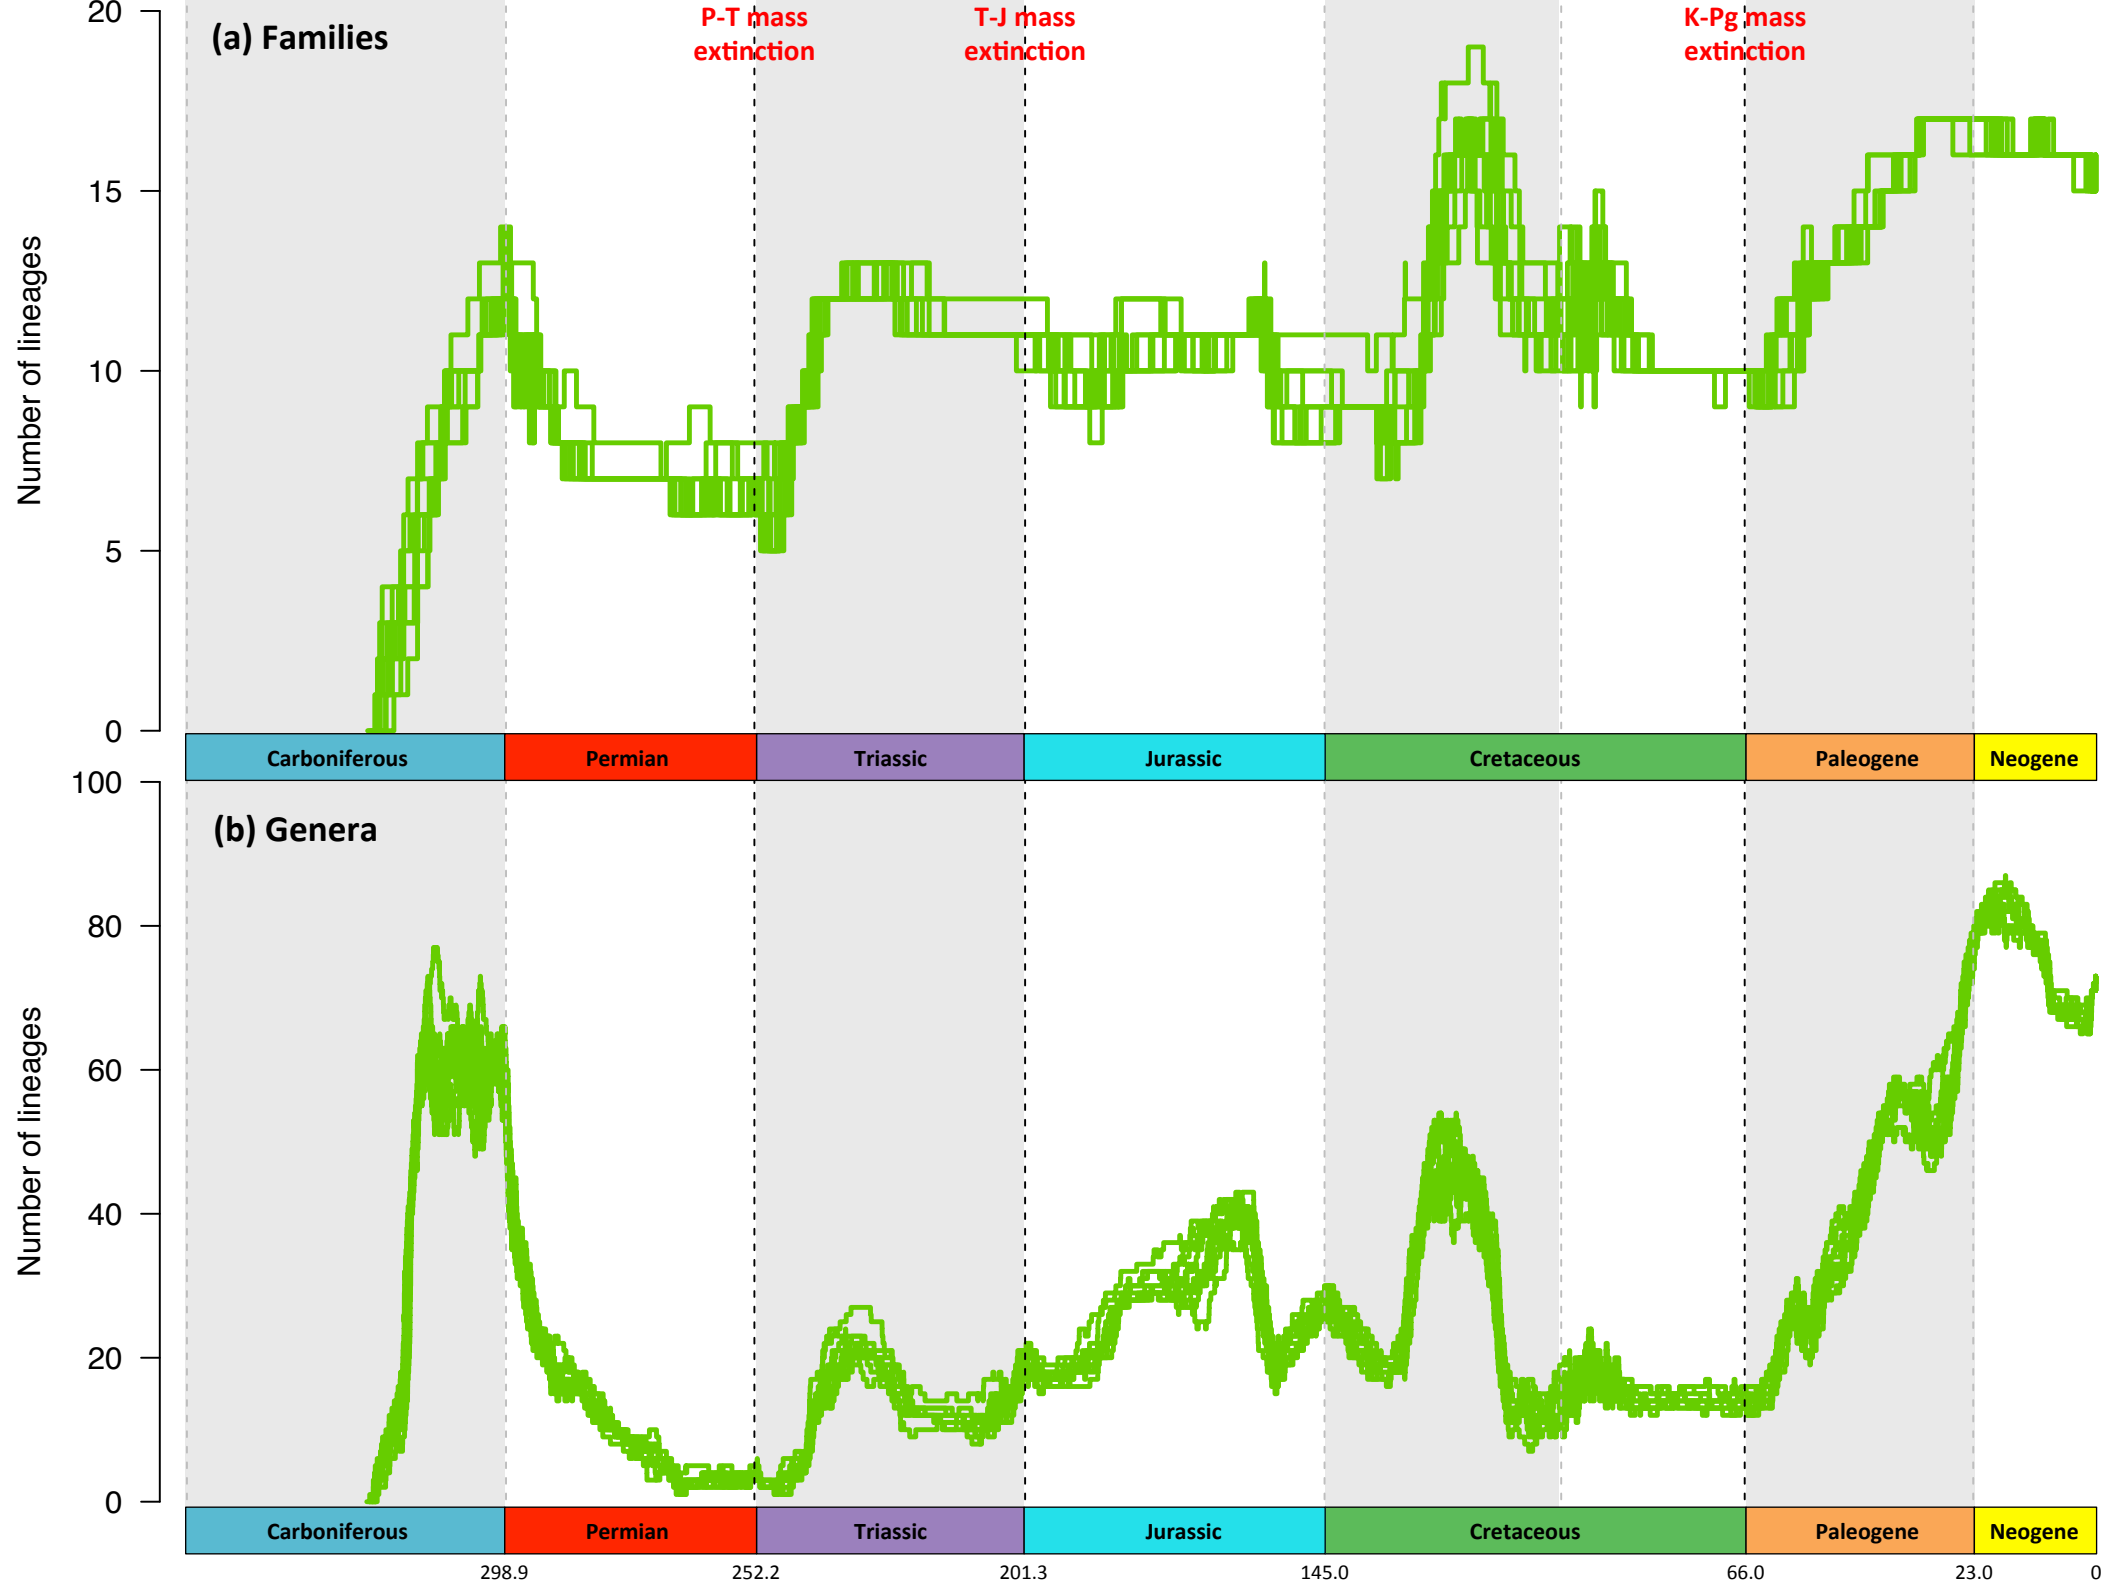 20
P-T mass
extinction
T-J mass
extinction
K-Pg mass
extinction
(a) Families
15
Number of lineages
10
5
0
Carboniferous
Permian
Triassic
Jurassic
Cretaceous
Paleogene
Neogene
100
(b) Genera
80
60
Number of lineages
40
20
0
Carboniferous
Permian
Triassic
Jurassic
Cretaceous
Paleogene
Neogene
298.9
252.2
201.3
145.0
66.0
23.0
0